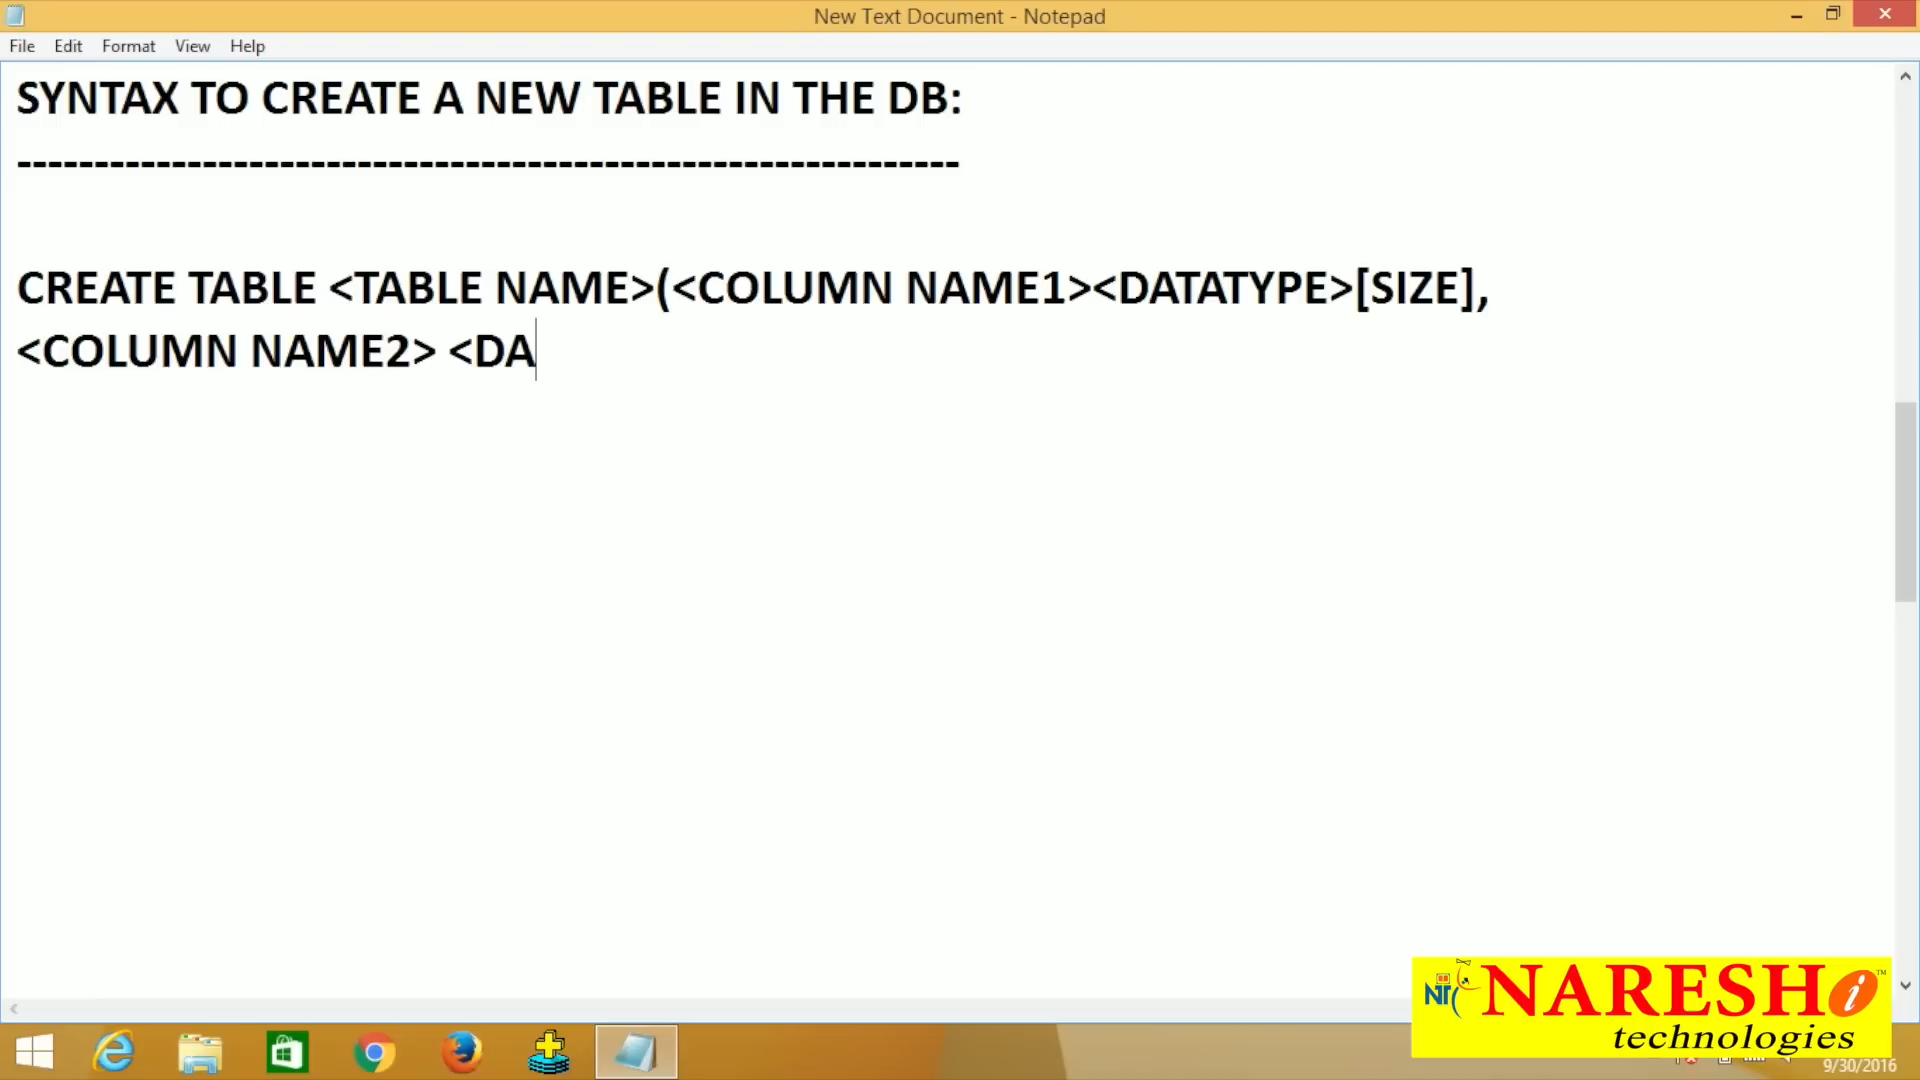 New Text Document - Notepad
File Edit Format View Help
SYNTAX TO CREATE A NEW TABLE IN THE DB:
-------------------------------------------------------------
CREATE TABLE <TABLE NAME>(<COLUMN NAME1><DATATYPE>[SIZE],
<COLUMN NAME2> <DA
NARESH i ™
technologies
9/30/2016